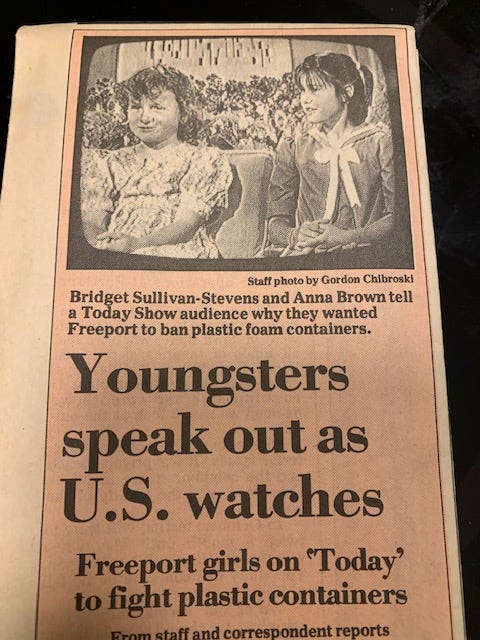 Staff photo by Gordon Chibroski
Bridget Sullivan-Stevens and Anna Brown tell
a Today Show audience why they wanted
Freeport to ban plastic foam containers.
Youngsters
speak out as
U.S. watches
Freeport girls on ‘Today’
to fight plastic containers
From staff and correspondent reports